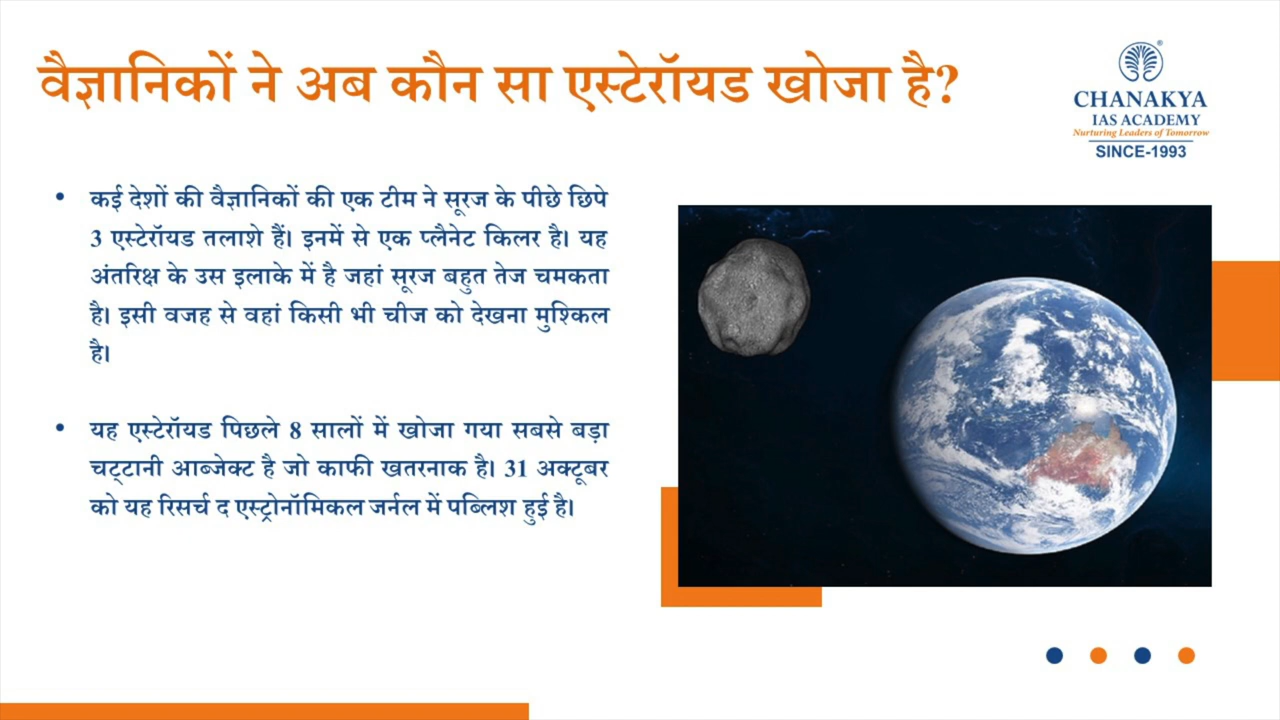 वैज्ञानिकों ने अब कौन सा एस्टेरॉयड खोजा है?
®
CHANAKYA
IAS ACADEMY
Nurturing Leaders of Tomorrow
SINCE-1993
• कई देशों की वैज्ञानिकों की एक टीम ने सूरज के पीछे छिपे
3 एस्टेरॉयड तलाशे हैं। इनमें से एक प्लैनेट किलर है। यह
अंतरिक्ष के उस इलाके में है जहां सूरज बहुत तेज चमकता
है। इसी वजह से वहां किसी भी चीज को देखना मुश्किल
है।
• यह एस्टेरॉयड पिछले 8 सालों में खोजा गया सबसे बड़ा
चट्टानी आब्जेक्ट है जो काफी खतरनाक है। 31 अक्टूबर
को यह रिसर्च द एस्ट्रोनॉमिकल जर्नल में पब्लिश हुई है।